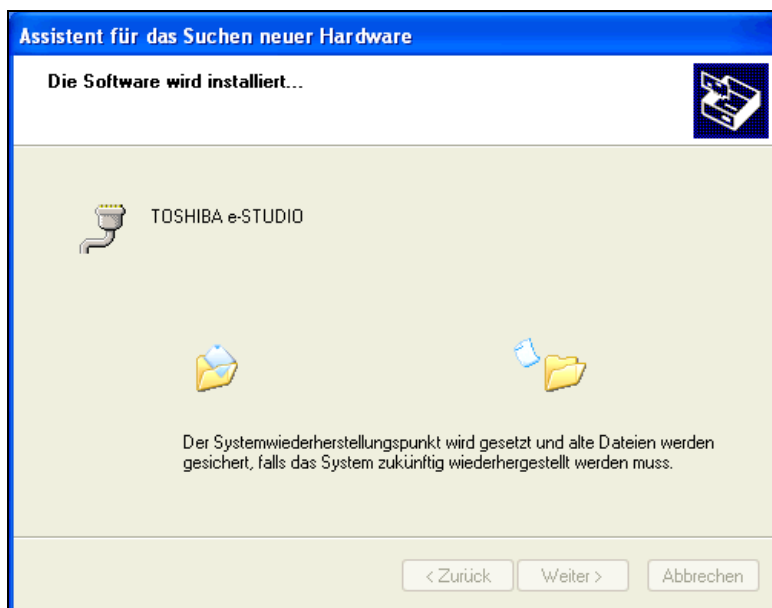 Assistent für das Suchen neuer Hardware
Die Software wird installiert...
TOSHIBA e-STUDIO
Der Systemwiederherstellungspunkt wird gesetzt und alte Dateien werden
gesichert, falls das System zukünftig wiederhergestellt werden muss.
< Zurück Weiter > Abbrechen